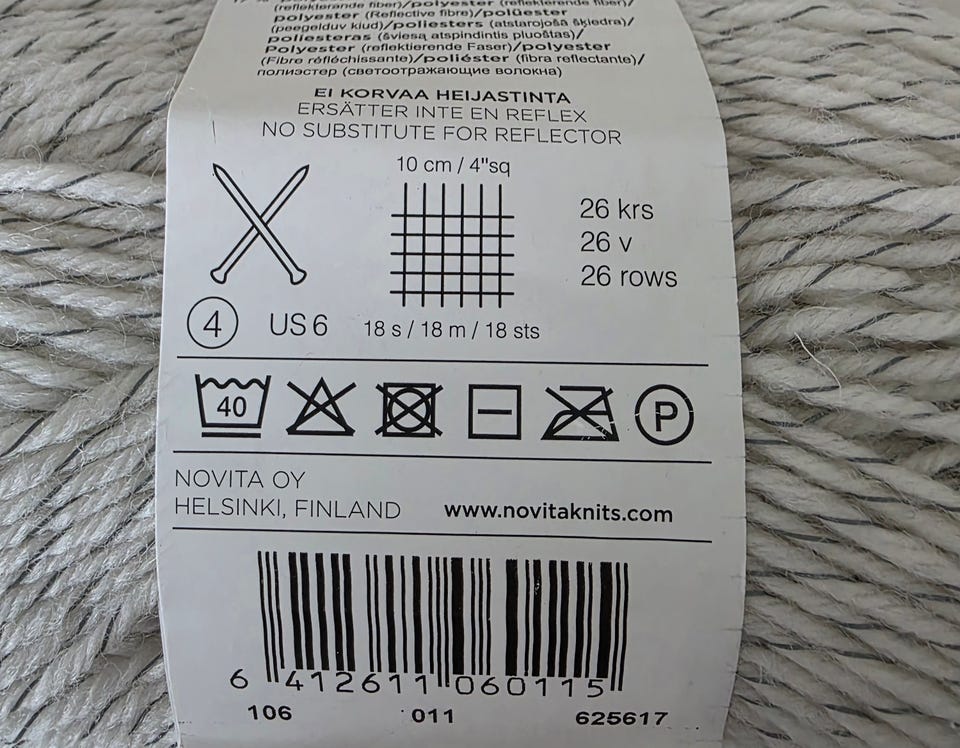 (reflekterande fiber)/polyester (reflekterende fiber)/
polyester (Reflective fibre)/polüester
(peegelduv kiud)/poliesters (atstarojošā šķiedra)/
poliesteras (šviesą atspindintis pluoštas)/
Polyester (reflektierende Faser)/polyester
(Fibre réfléchissante)/poliéster (fibra reflectante)/
полиэстер (светоотражающие волокна)
EI KORVAA HEIJASTINTA
ERSÄTTER INTE EN REFLEX
NO SUBSTITUTE FOR REFLECTOR
10 cm / 4"sq
26 krs
26 v
26 rows
4 US 6 18 s / 18 m / 18 sts
40 P
NOVITA OY
HELSINKI, FINLAND www.novitaknits.com
6 412611 060115
106 011 625617